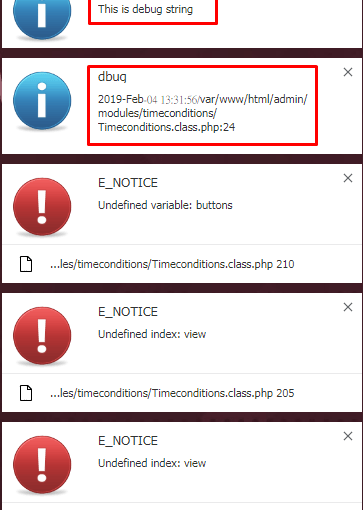 This is debug string
dbuq
2019-Feb-04 13:31:56/var/www/html/admin/
modules/timeconditions/
Timeconditions.class.php:24
E_NOTICE
Undefined variable: buttons
...les/timeconditions/Timeconditions.class.php 210
E_NOTICE
Undefined index: view
...les/timeconditions/Timeconditions.class.php 205
E_NOTICE
Undefined index: view